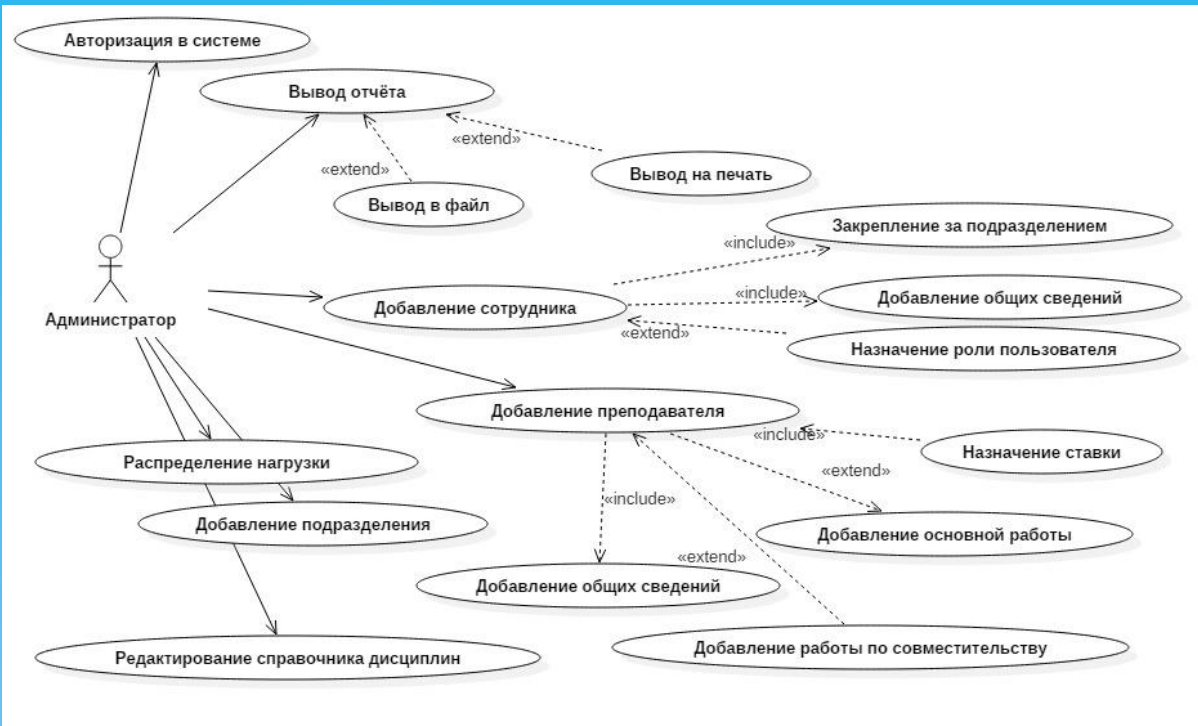 Авторизация в системе
Вывод отчёта
«extend»
«extend»
Вывод на печать
Вывод в файл
Закрепление за подразделением
«include»
Добавление общих сведений
«include»
Добавление сотрудника
Администратор
«extend»
Назначение роли пользователя
Добавление преподавателя
«include»
Назначение ставки
Распределение нагрузки
«extend»
«include»
Добавление подразделения
Добавление основной работы
«extend»
Добавление общих сведений
Добавление работы по совместительству
Редактирование справочника дисциплин